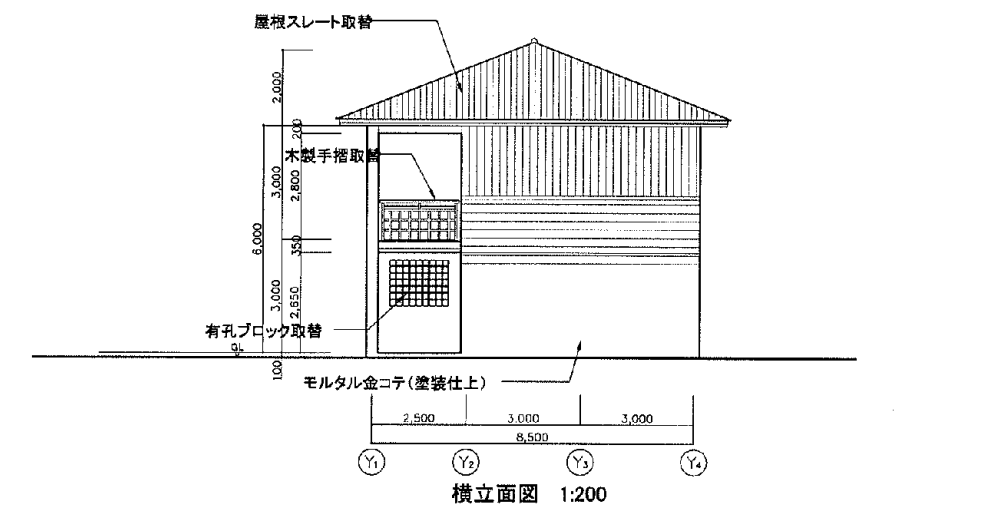 屋根スレート取替
2,000
200
木製手摺取替
3,000
2,800
6,000
350
3,000
2,650
有孔ブロック取替
GL
100
モルタル金コテ(塗装仕上)
2,500
3,000
3,000
8,500
Y1
Y2
Y3
Y4
横立面図 1:200